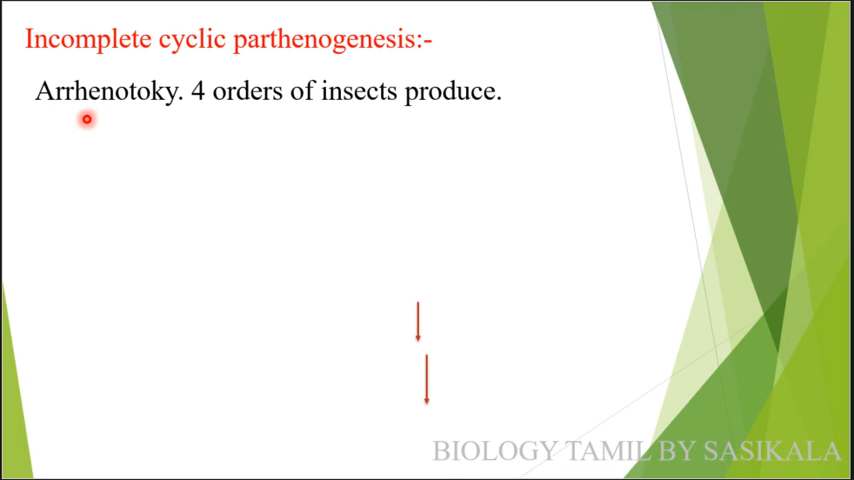 Incomplete cyclic parthenogenesis:-
Arrhenotoky. 4 orders of insects produce.
BIOLOGY TAMIL BY SASIKALA